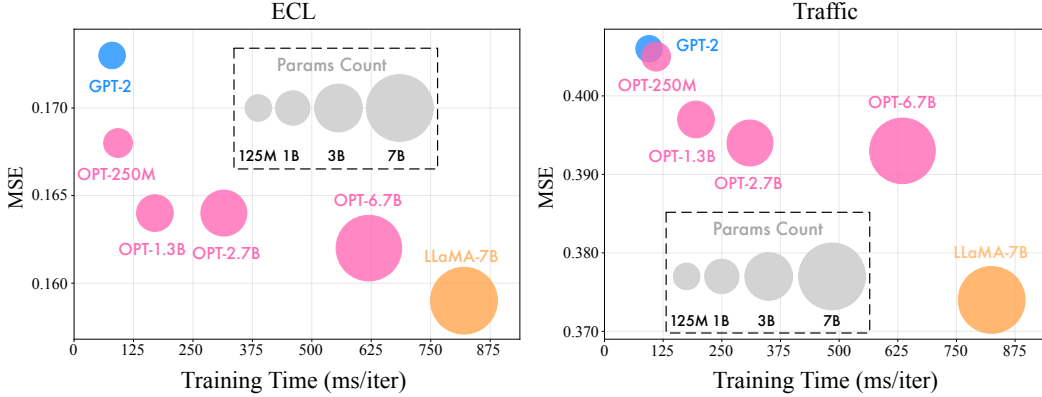 ECL
MSE
0.170
0.165
0.160
GPT-2
OPT-250M
OPT-1.3B
OPT-2.7B
OPT-6.7B
LLaMA-7B
Params Count
125M 1B 3B 7B
0 125 250 375 500 625 750 875
Training Time (ms/iter)
Traffic
MSE
0.400
0.390
0.380
0.370
GPT-2
OPT-250M
OPT-1.3B
OPT-2.7B
OPT-6.7B
LLaMA-7B
Params Count
125M 1B 3B 7B
0 125 250 375 500 625 750 875
Training Time (ms/iter)